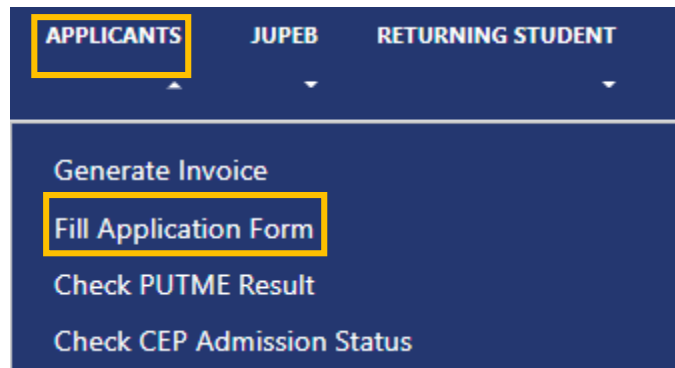 APPLICANTS JUPEB RETURNING STUDENT
Generate Invoice
Fill Application Form
Check PUTME Result
Check CEP Admission Status